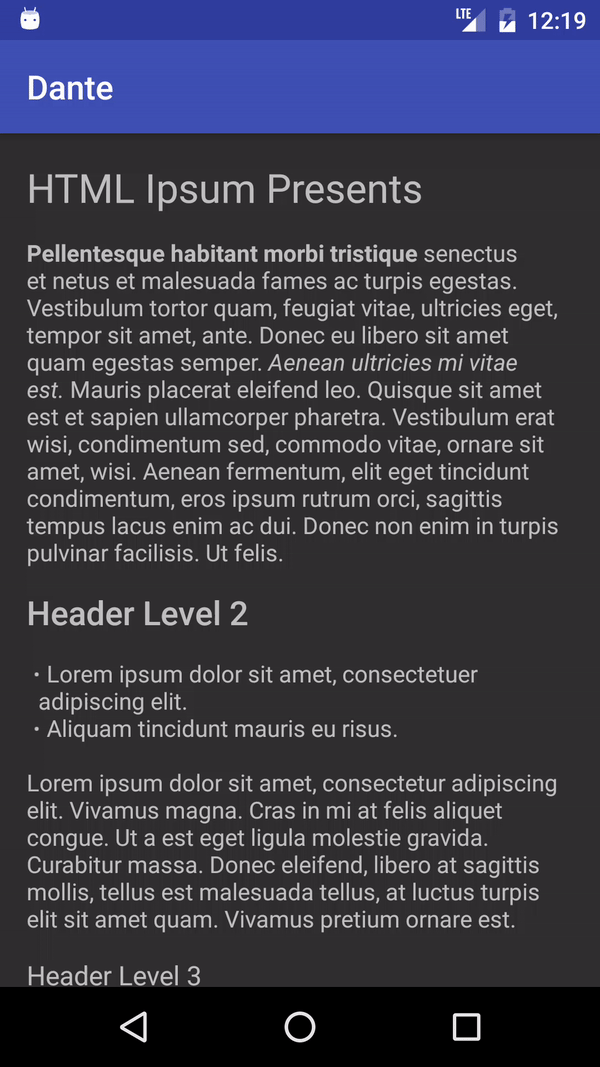 LTE 12:19
Dante
HTML Ipsum Presents
Pellentesque habitant morbi tristique senectus
et netus et malesuada fames ac turpis egestas.
Vestibulum tortor quam, feugiat vitae, ultricies eget,
tempor sit amet, ante. Donec eu libero sit amet
quam egestas semper. Aenean ultricies mi vitae
est. Mauris placerat eleifend leo. Quisque sit amet
est et sapien ullamcorper pharetra. Vestibulum erat
wisi, condimentum sed, commodo vitae, ornare sit
amet, wisi. Aenean fermentum, elit eget tincidunt
condimentum, eros ipsum rutrum orci, sagittis
tempus lacus enim ac dui. Donec non enim in turpis
pulvinar facilisis. Ut felis.
Header Level 2
· Lorem ipsum dolor sit amet, consectetuer
adipiscing elit.
· Aliquam tincidunt mauris eu risus.
Lorem ipsum dolor sit amet, consectetur adipiscing
elit. Vivamus magna. Cras in mi at felis aliquet
congue. Ut a est eget ligula molestie gravida.
Curabitur massa. Donec eleifend, libero at sagittis
mollis, tellus est malesuada tellus, at luctus turpis
elit sit amet quam. Vivamus pretium ornare est.
Header Level 3